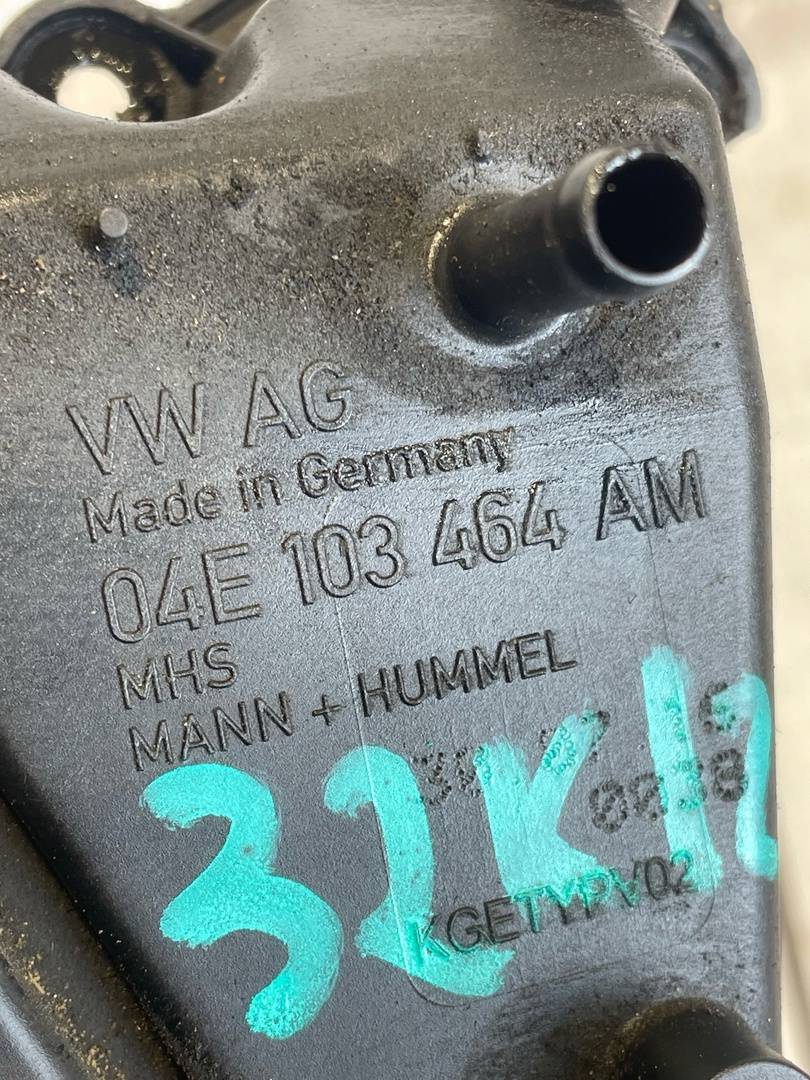 VW AG
Made in Germany
04E 103 464 AM
MHS
MANN + HUMMEL
32K12
KGETYPV02